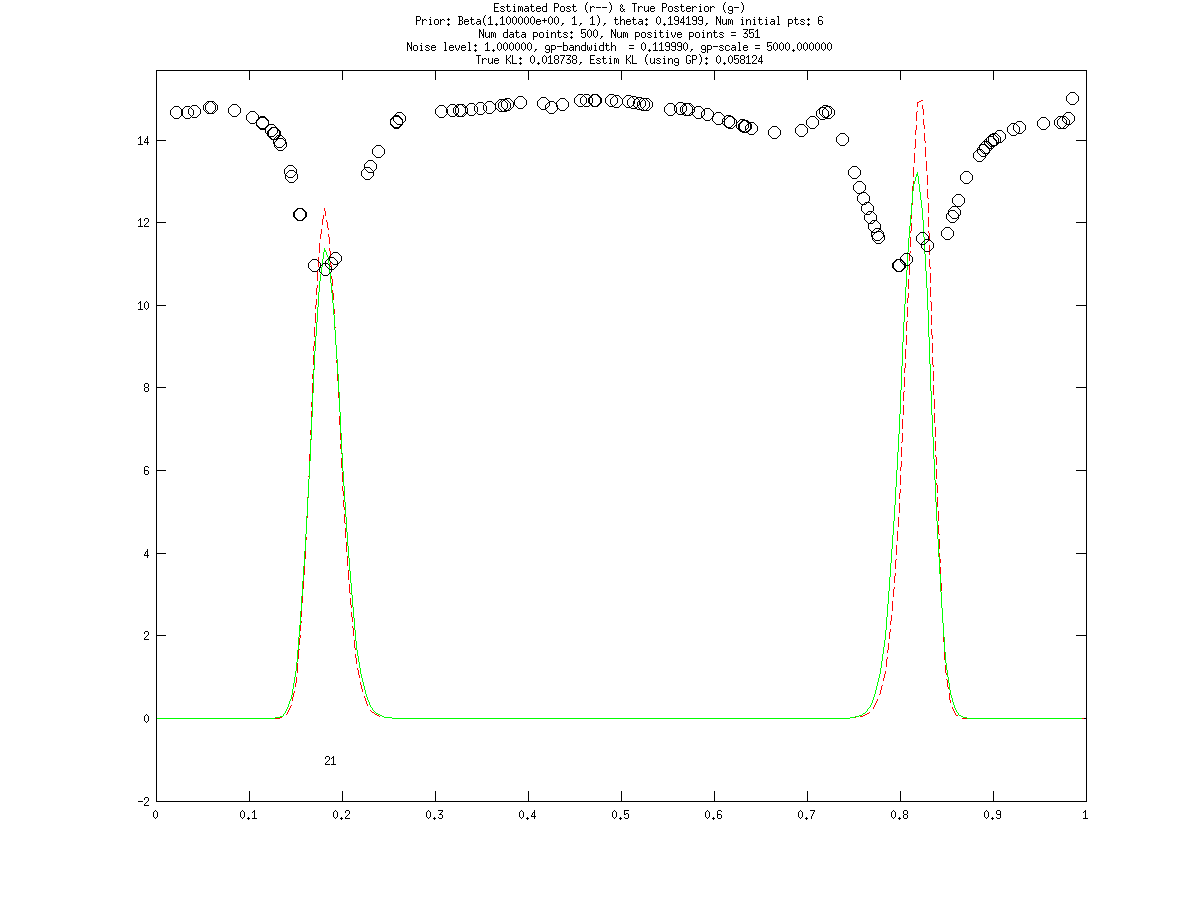 Estimated Post (r--) & True Posterior (g-)
Prior: Beta(1.100000e+00, 1, 1), theta: 0.194199, Num initial pts: 6
Num data points: 500, Num positive points = 351
Noise level: 1.000000, gp-bandwidth  = 0.119990, gp-scale = 5000.000000
True KL: 0.018738, Estim KL (using GP): 0.058124
14
12
10
8
6
4
2
0
21
-2
0 0.1 0.2 0.3 0.4 0.5 0.6 0.7 0.8 0.9 1